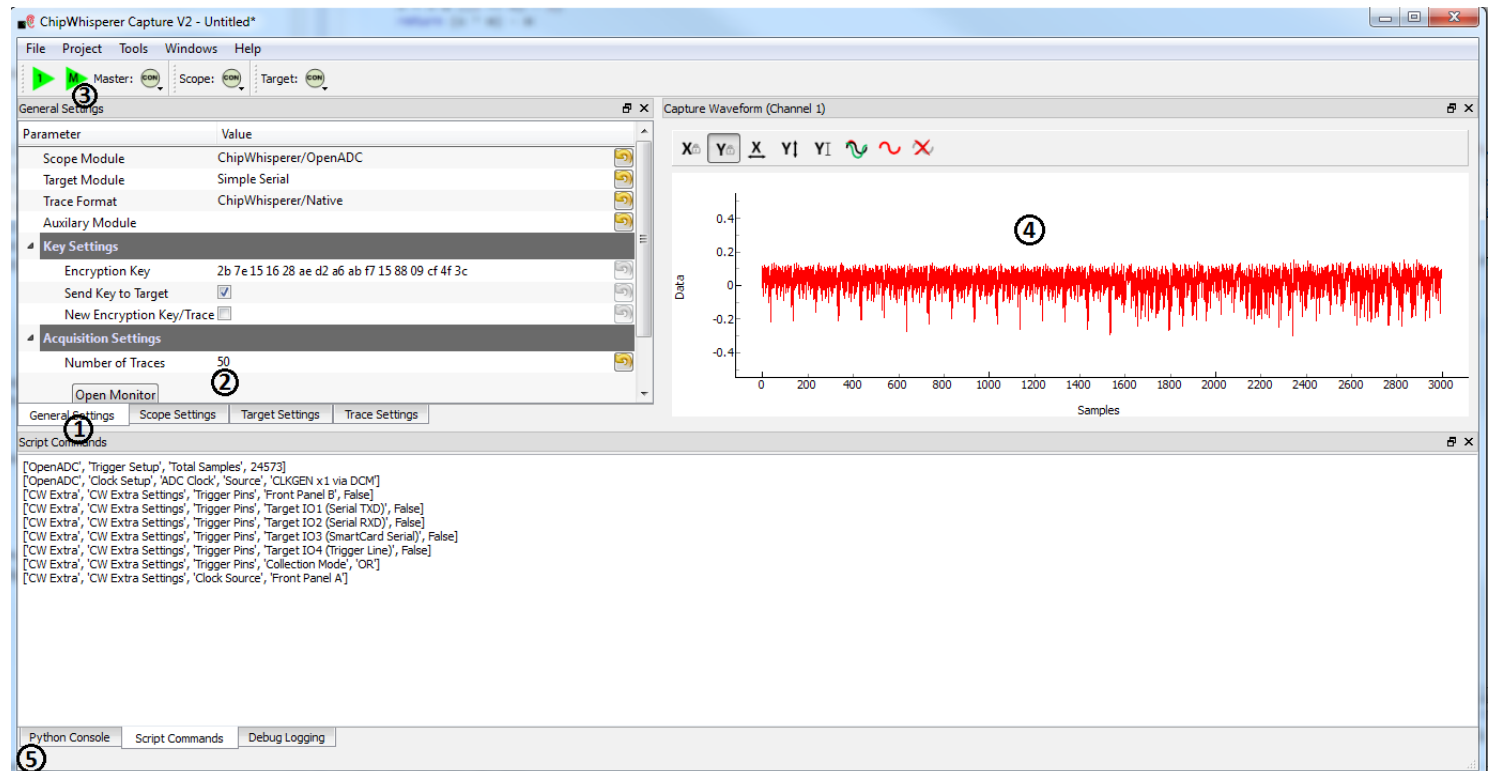 ChipWhisperer Capture V2 - Untitled*
File Project Tools Windows Help
1 M Master: CON Scope: CON Target: CON
3
General Settings
Parameter Value
Scope Module ChipWhisperer/OpenADC
Target Module Simple Serial
Trace Format ChipWhisperer/Native
Auxilary Module
Key Settings
Encryption Key 2b 7e 15 16 28 ae d2 a6 ab f7 15 88 09 cf 4f 3c
Send Key to Target
New Encryption Key/Trace
Acquisition Settings
Number of Traces 50
2
Open Monitor
General Settings Scope Settings Target Settings Trace Settings
1
Capture Waveform (Channel 1)
X Y X Y Y
4
0.4
0.2
0
-0.2
-0.4
Data
0 200 400 600 800 1000 1200 1400 1600 1800 2000 2200 2400 2600 2800 3000
Samples
Script Commands
['OpenADC', 'Trigger Setup', 'Total Samples', 24573]
['OpenADC', 'Clock Setup', 'ADC Clock', 'Source', 'CLKGEN x1 via DCM']
['CW Extra', 'CW Extra Settings', 'Trigger Pins', 'Front Panel B', False]
['CW Extra', 'CW Extra Settings', 'Trigger Pins', 'Target IO1 (Serial TXD)', False]
['CW Extra', 'CW Extra Settings', 'Trigger Pins', 'Target IO2 (Serial RXD)', False]
['CW Extra', 'CW Extra Settings', 'Trigger Pins', 'Target IO3 (SmartCard Serial)', False]
['CW Extra', 'CW Extra Settings', 'Trigger Pins', 'Target IO4 (Trigger Line)', False]
['CW Extra', 'CW Extra Settings', 'Trigger Pins', 'Collection Mode', 'OR']
['CW Extra', 'CW Extra Settings', 'Clock Source', 'Front Panel A']
Python Console Script Commands Debug Logging
5